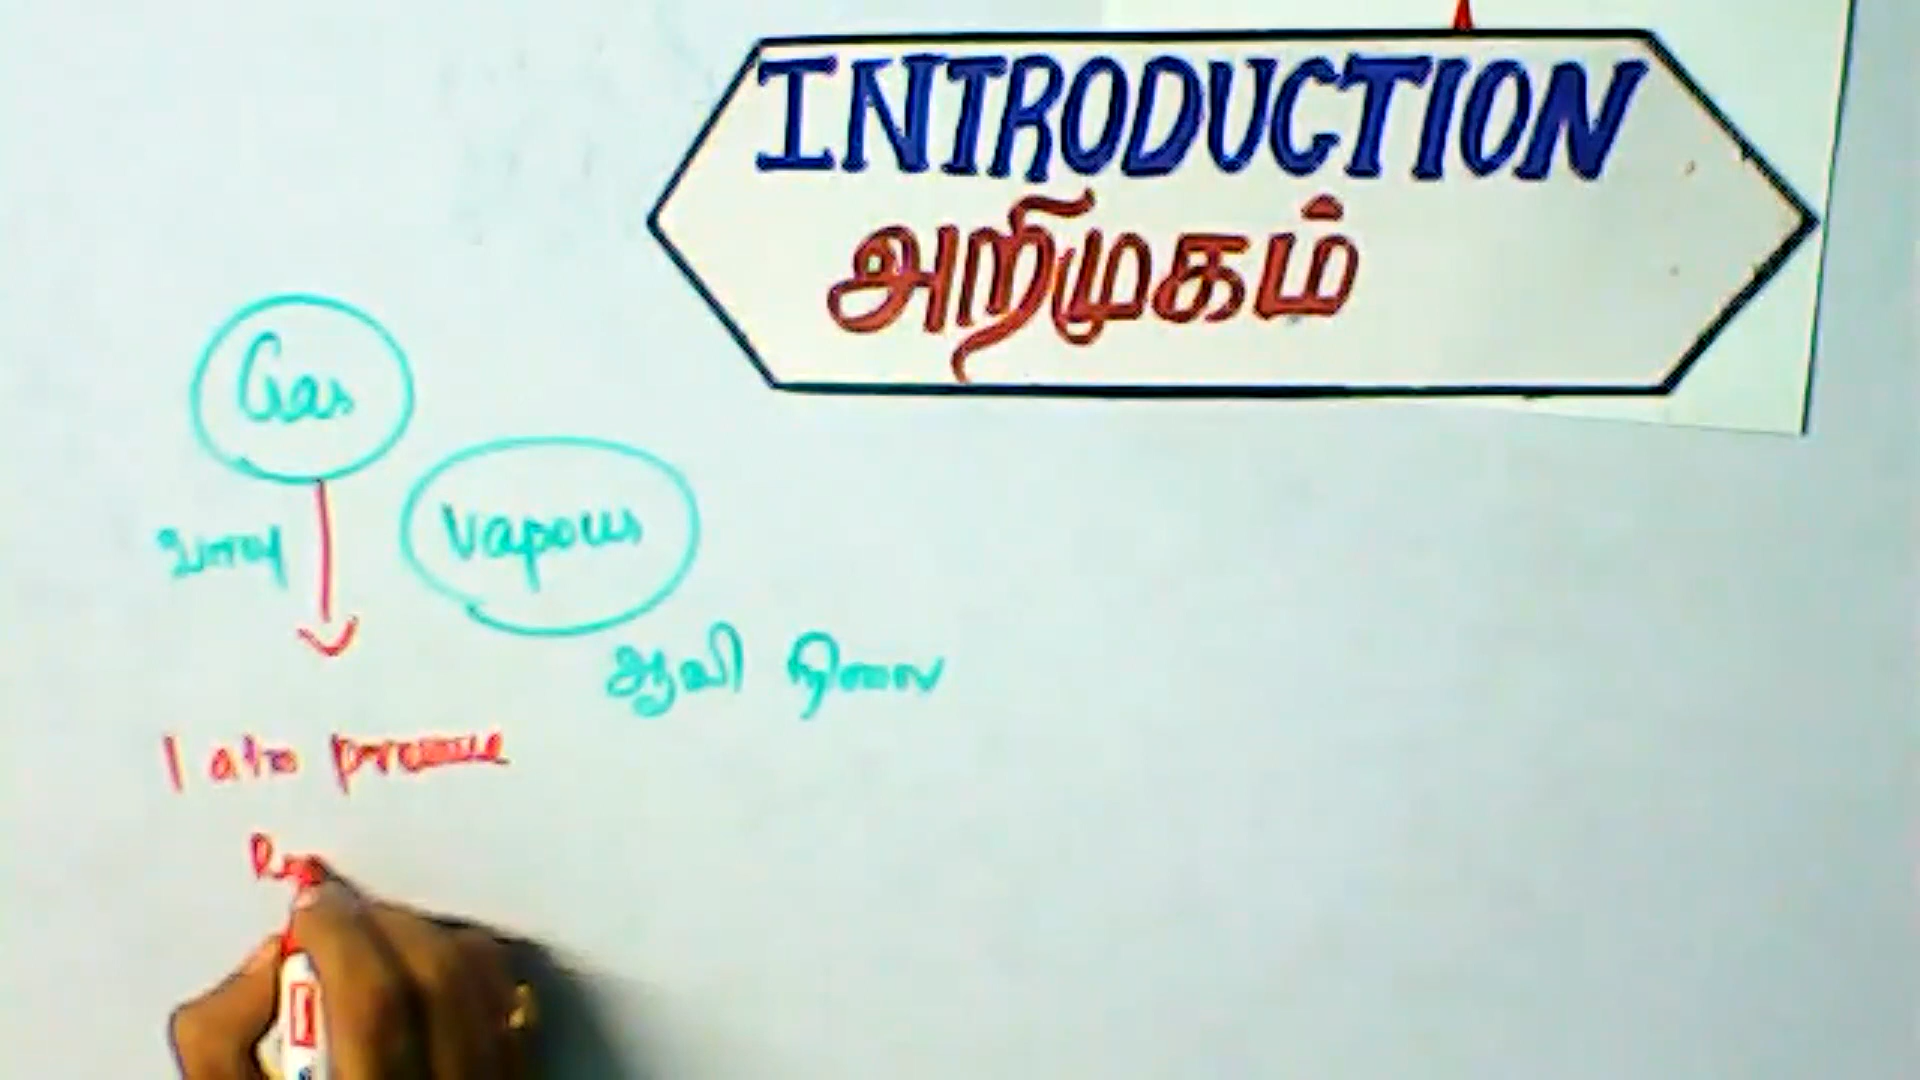 INTRODUCTION
அறிமுகம்
Gas
வாயு
Vapour
ஆவி நிலை
1 atm pressure